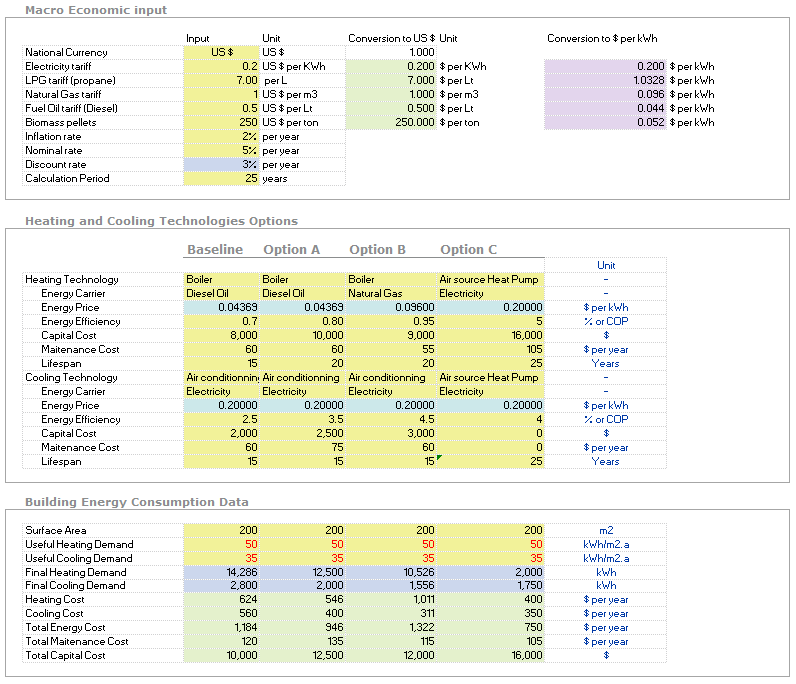 Macro Economic input
Input Unit Conversion to US $ Unit Conversion to $ per kWh
National Currency US $ US $ 1.000
Electricity tariff 0.2 US $ per KWh 0.200 $ per KWh 0.200 $ per kWh
LPG tariff (propane) 7.00 per L 7.000 $ per Lt 1.0328 $ per kWh
Natural Gas tariff 1 US $ per m3 1.000 $ per m3 0.096 $ per kWh
Fuel Oil tariff (Diesel) 0.5 US $ per Lt 0.500 $ per Lt 0.044 $ per kWh
Biomass pellets 250 US $ per ton 250.000 $ per ton 0.052 $ per kWh
Inflation rate 2% per year
Nominal rate 5% per year
Discount rate 3% per year
Calculation Period 25 years
Heating and Cooling Technologies Options
Baseline Option A Option B Option C
Unit
Heating Technology Boiler Boiler Boiler Air source Heat Pump -
Energy Carrier Diesel Oil Diesel Oil Natural Gas Electricity -
Energy Price 0.04369 0.04369 0.09600 0.20000 $ per kWh
Energy Efficiency 0.7 0.80 0.95 5 % or COP
Capital Cost 8,000 10,000 9,000 16,000 $
Maitenance Cost 60 60 55 105 $ per year
Lifespan 15 20 20 25 Years
Cooling Technology Air conditionning Air conditionning Air conditionning Air source Heat Pump -
Energy Carrier Electricity Electricity Electricity Electricity -
Energy Price 0.20000 0.20000 0.20000 0.20000 $ per kWh
Energy Efficiency 2.5 3.5 4.5 4 % or COP
Capital Cost 2,000 2,500 3,000 0 $
Maitenance Cost 60 75 60 0 $ per year
Lifespan 15 15 15 25 Years
Building Energy Consumption Data
Surface Area 200 200 200 200 m2
Useful Heating Demand 50 50 50 50 kWh/m2.a
Useful Cooling Demand 35 35 35 35 kWh/m2.a
Final Heating Demand 14,286 12,500 10,526 2,000 kWh
Final Cooling Demand 2,800 2,000 1,556 1,750 kWh
Heating Cost 624 546 1,011 400 $ per year
Cooling Cost 560 400 311 350 $ per year
Total Energy Cost 1,184 946 1,322 750 $ per year
Total Maitenance Cost 120 135 115 105 $ per year
Total Capital Cost 10,000 12,500 12,000 16,000 $